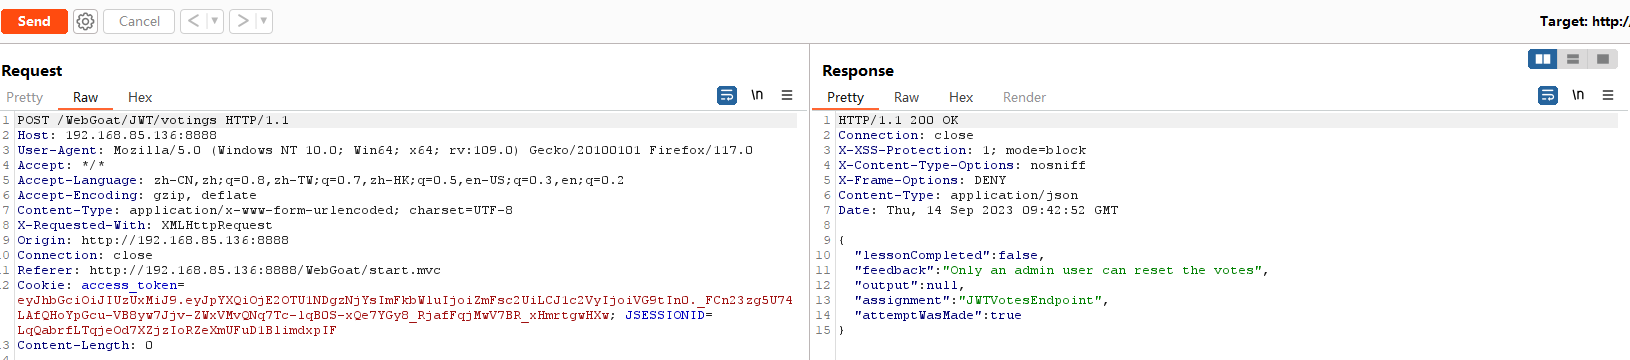 Send
Cancel
< ▼
> ▼
Target: http:/
Request
Pretty Raw Hex
\n
1 POST /WebGoat/JWT/votings HTTP/1.1
2 Host: 192.168.85.136:8888
3 User-Agent: Mozilla/5.0 (Windows NT 10.0; Win64; x64; rv:109.0) Gecko/20100101 Firefox/117.0
4 Accept: */*
5 Accept-Language: zh-CN,zh;q=0.8,zh-TW;q=0.7,zh-HK;q=0.5,en-US;q=0.3,en;q=0.2
6 Accept-Encoding: gzip, deflate
7 Content-Type: application/x-www-form-urlencoded; charset=UTF-8
8 X-Requested-With: XMLHttpRequest
9 Origin: http://192.168.85.136:8888
10 Connection: close
11 Referer: http://192.168.85.136:8888/WebGoat/start.mvc
12 Cookie: access_token=
eyJhbGciOiJIUzUxMiJ9.eyJpYXQiOjE2OTU1NDgzNjYsImFkbWluIjoiZmFsc2UiLCJ1c2VyIjoiVG9tIn0._FCn23zg5U74
LAfQHoYpGcu-VB8yw7Jjv-ZWxVMvQNq7Tc-lqBOS-xQe7YGy8_RjafFqjMwV7BR_xHmrtgwHXw; JSESSIONID=
LqQabrfLTqjeOd7XZjzIoRZeXmUFuD1BlimdxpIF
13 Content-Length: 0
Response
Pretty Raw Hex Render
\n
1 HTTP/1.1 200 OK
2 Connection: close
3 X-XSS-Protection: 1; mode=block
4 X-Content-Type-Options: nosniff
5 X-Frame-Options: DENY
6 Content-Type: application/json
7 Date: Thu, 14 Sep 2023 09:42:52 GMT
8
9 {
10 "lessonCompleted":false,
11 "feedback":"Only an admin user can reset the votes",
12 "output":null,
13 "assignment":"JWTVotesEndpoint",
14 "attemptWasMade":true
15 }